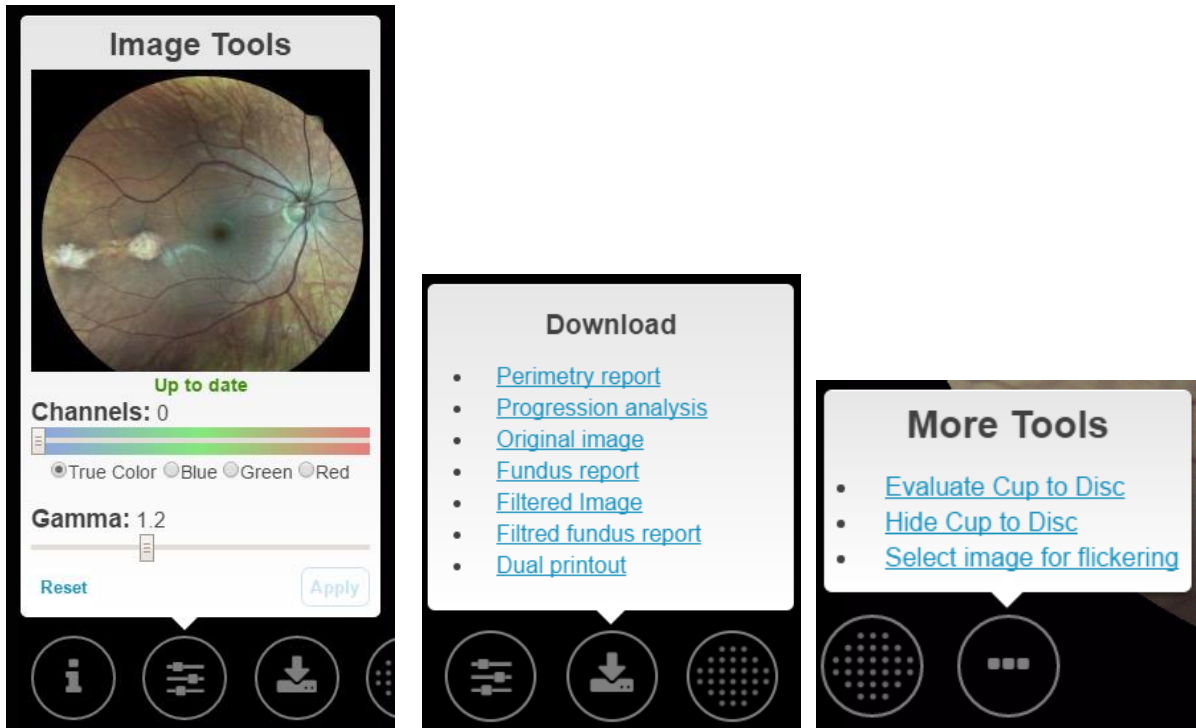 Image Tools
Up to date
Channels: 0
True Color Blue Green Red
Gamma: 1.2
Reset Apply
Download
Perimetry report
Progression analysis
Original image
Fundus report
Filtered Image
Filtred fundus report
Dual printout
More Tools
Evaluate Cup to Disc
Hide Cup to Disc
Select image for flickering